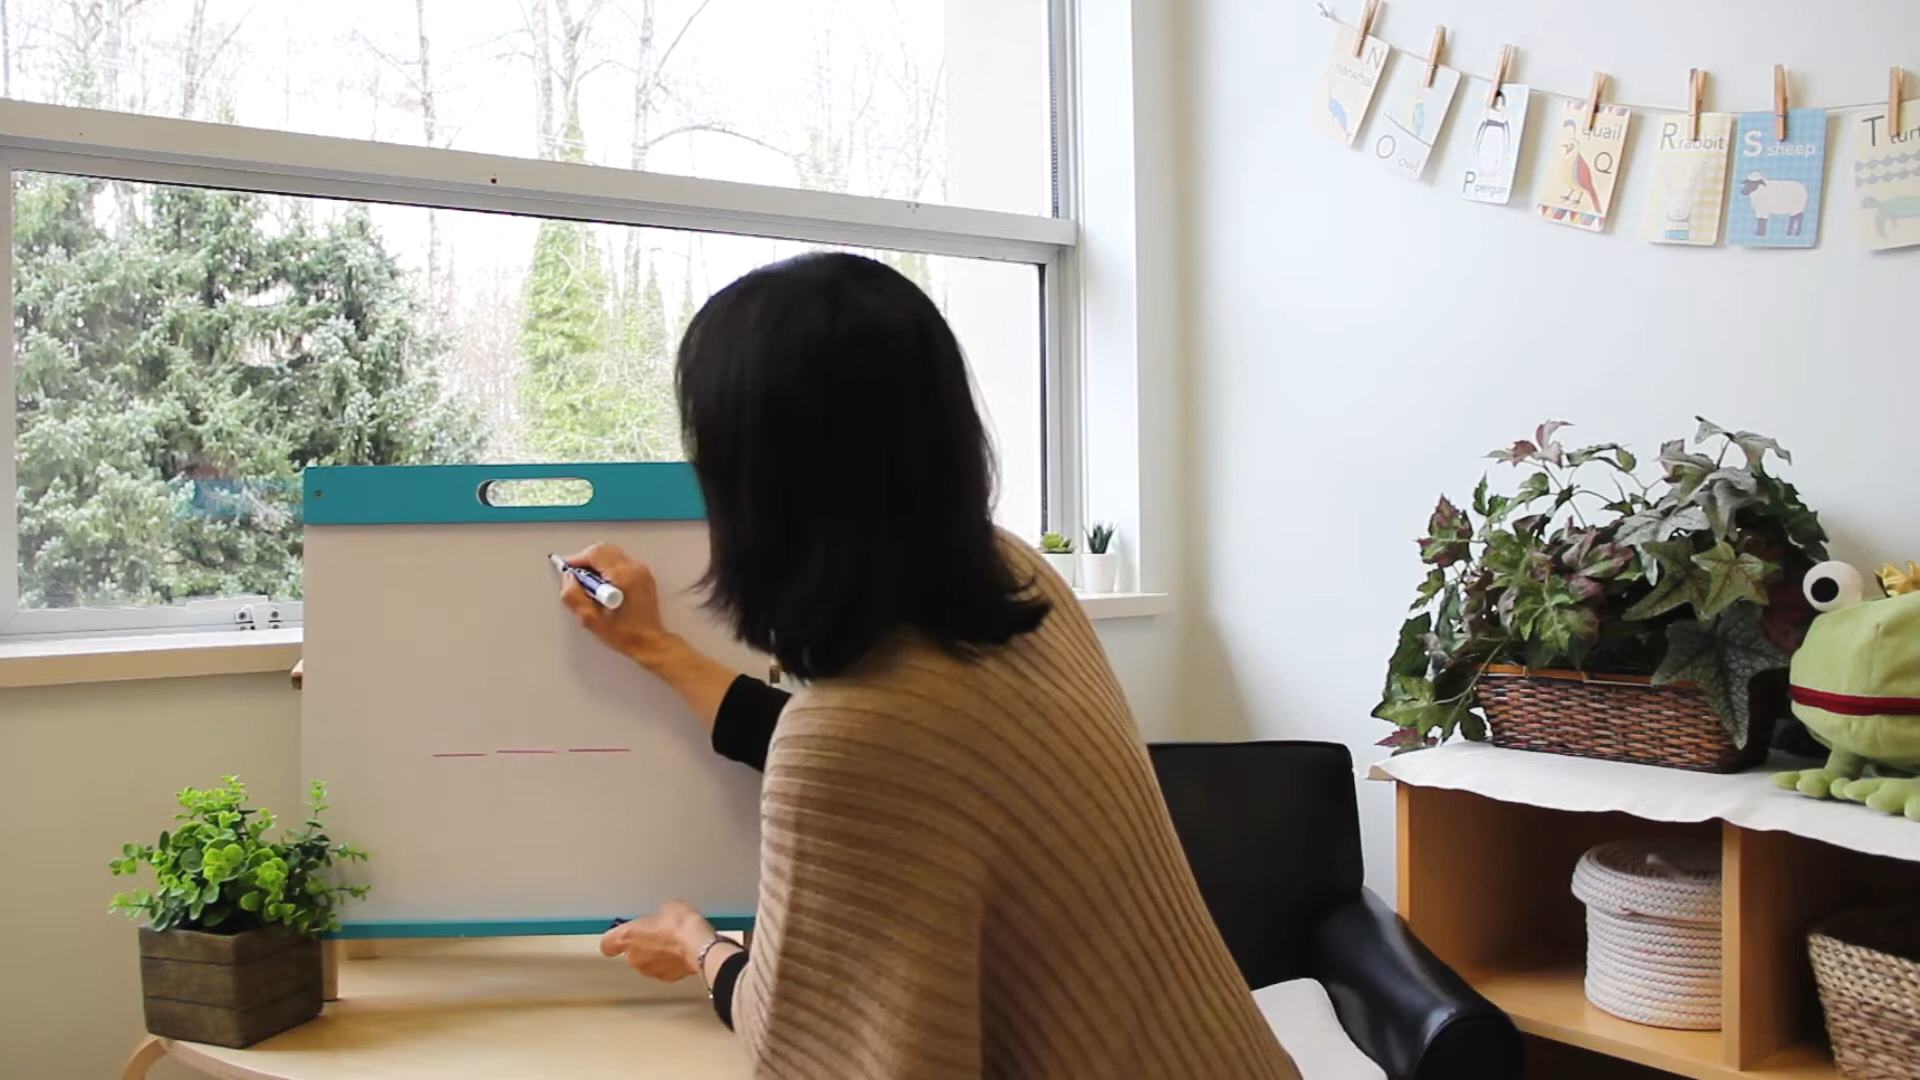 N narwhal
O owl
P penguin
quail Q
R rabbit
S sheep
T